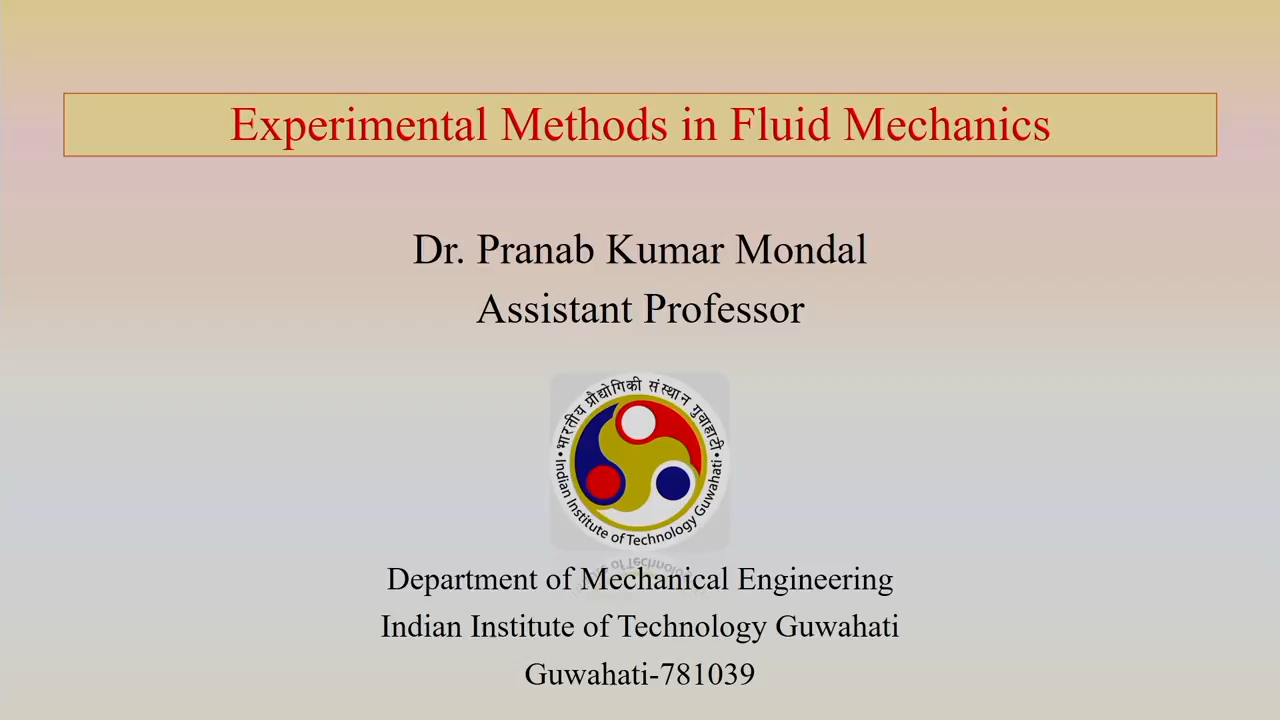 Experimental Methods in Fluid Mechanics
Dr. Pranab Kumar Mondal
Assistant Professor
भारतीय प्रौद्योगिकी संस्थान गुवाहाटी
Indian Institute of Technology Guwahati
Department of Mechanical Engineering
Indian Institute of Technology Guwahati
Guwahati-781039